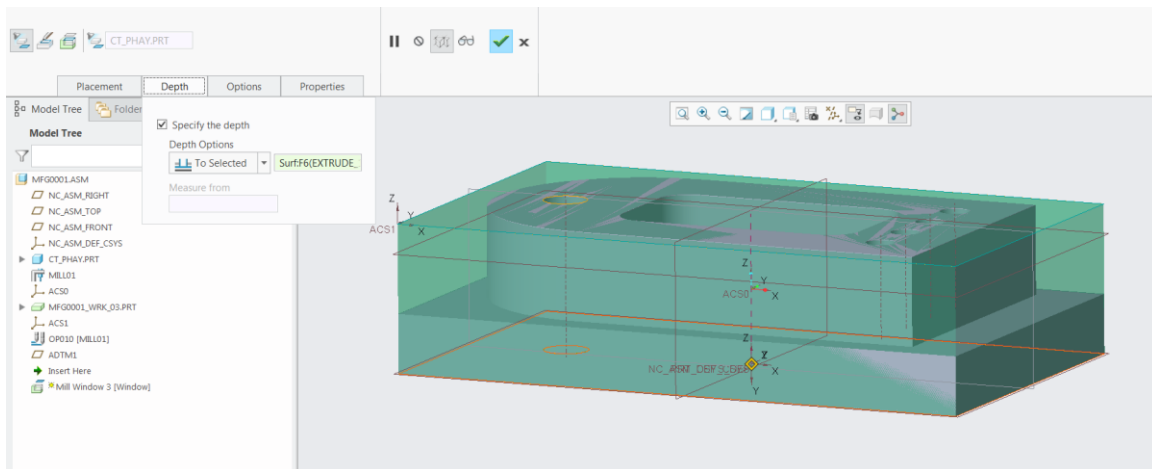 CT_PHAY.PRT
Placement Depth Options Properties
Model Tree Folder
Specify the depth
Depth Options
To Selected Surf:F6(EXTRUDE_
Measure from
Model Tree
MFG0001.ASM
NC_ASM_RIGHT
NC_ASM_TOP
NC_ASM_FRONT
NC_ASM_DEF_CSYS
CT_PHAY.PRT
MILL01
ACS0
MFG0001_WRK_03.PRT
ACS1
OP010 [MILL01]
ADTM1
Insert Here
Mill Window 3 [Window]
Z
Y
X
ACS1
Z
Y
X
ACS0
Z
X
Y